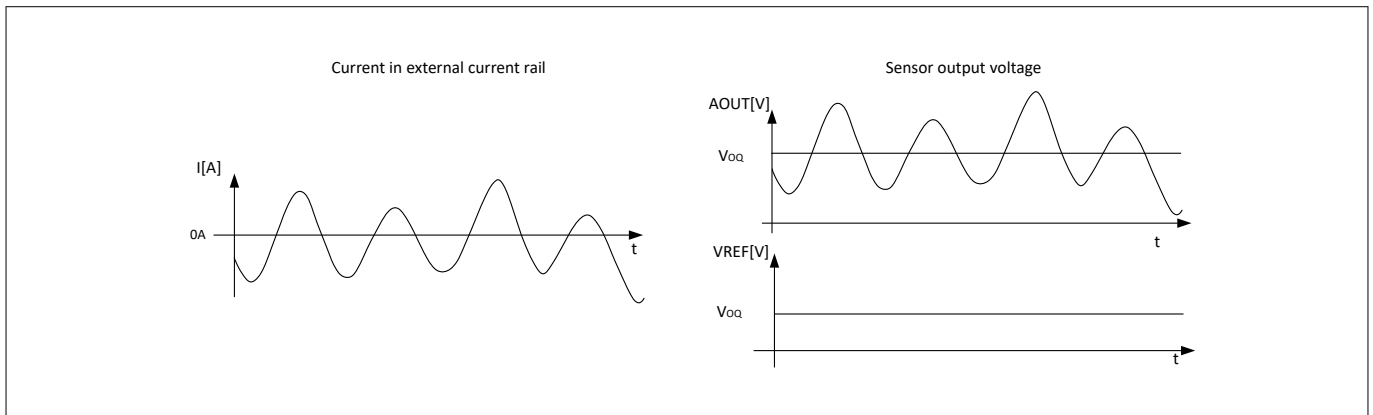 Current in external current rail
I[A]
0A
t
Sensor output voltage
AOUT[V]
VOQ
t
VREF[V]
VOQ
t